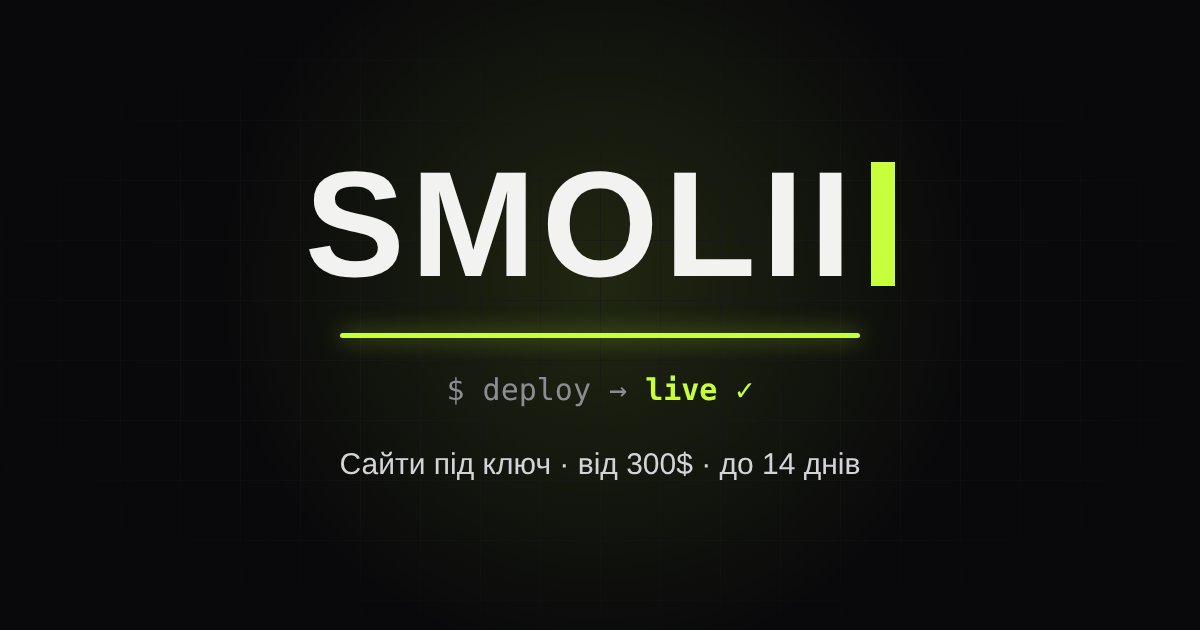 SMOLII
$ deploy → live ✓
Сайти під ключ · від 300$ · до 14 днів